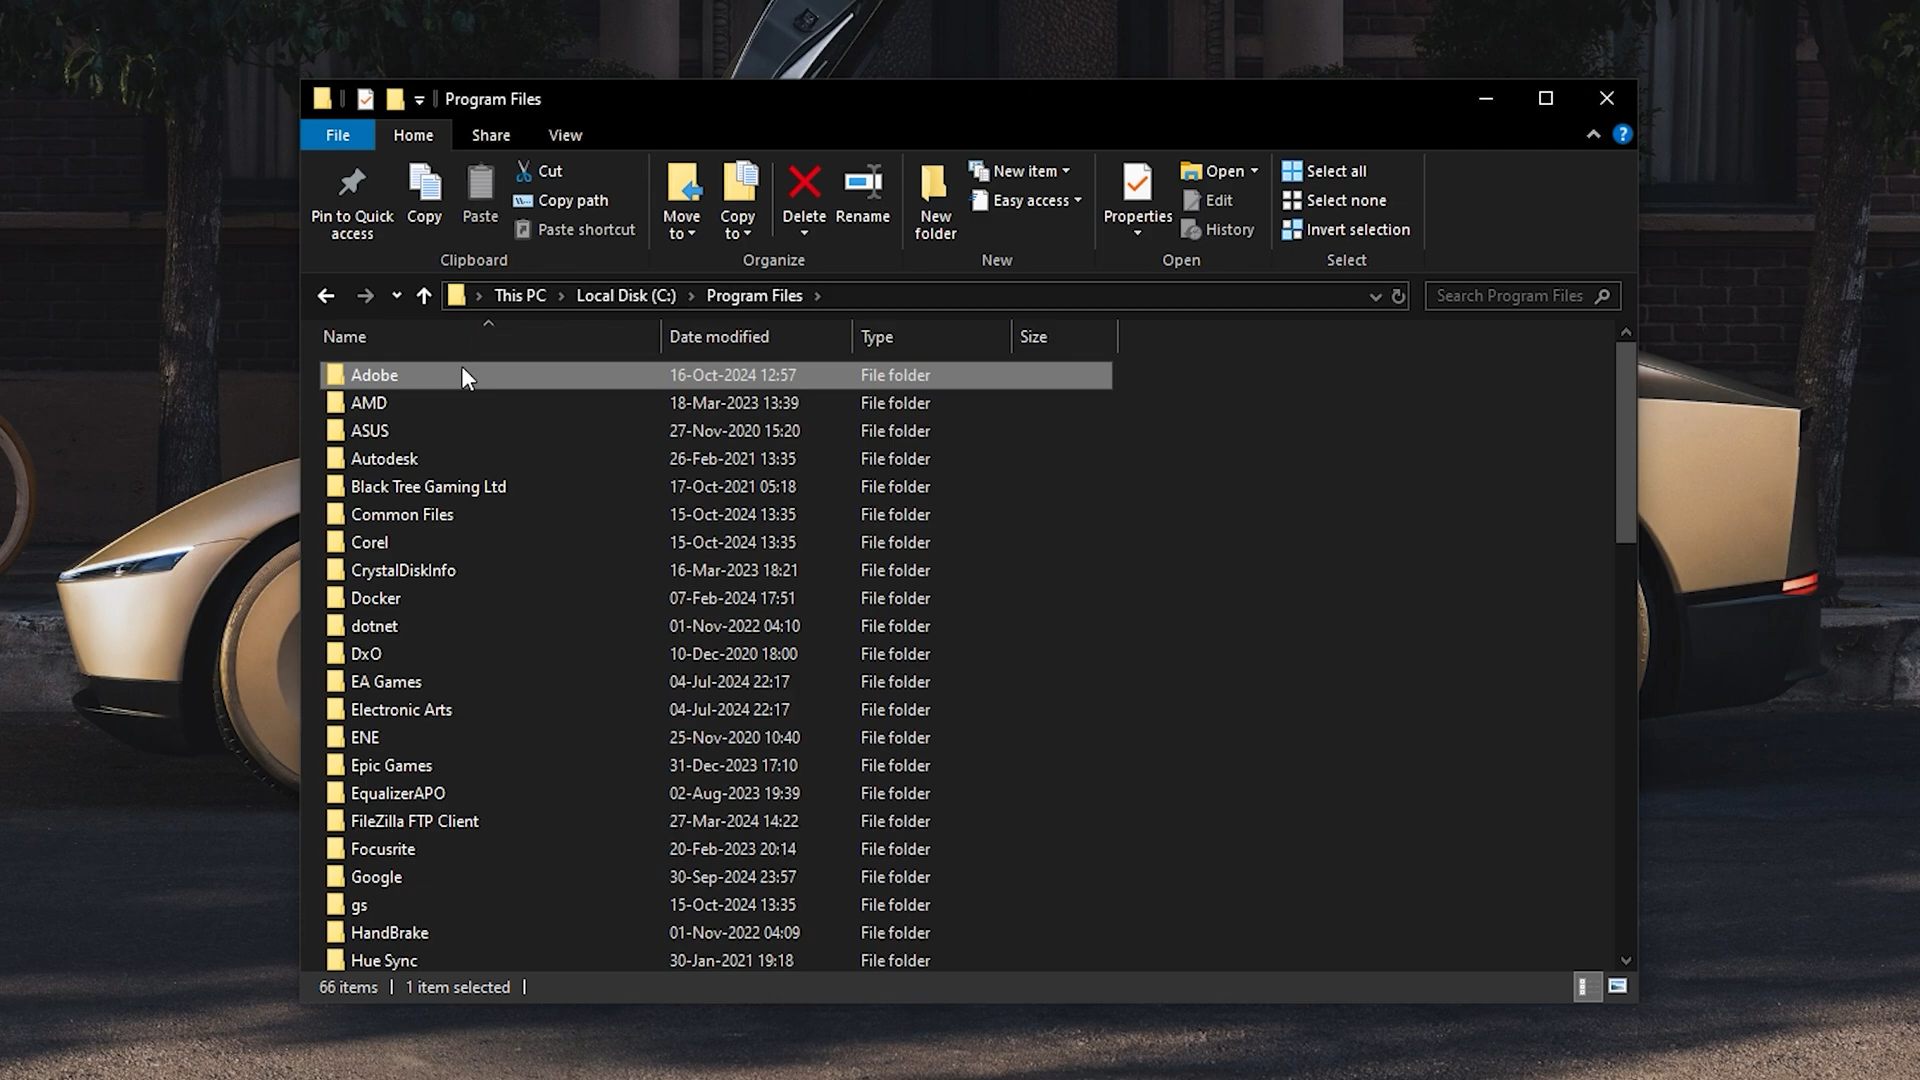 Program Files
File Home Share View
Pin to Quick access
Copy
Paste
Cut
Copy path
Paste shortcut
Clipboard
Move to
Copy to
Delete
Rename
Organize
New folder
New item
Easy access
New
Properties
Open
Edit
History
Open
Select all
Select none
Invert selection
Select
This PC Local Disk (C:) Program Files
Search Program Files
Name Date modified Type Size
Adobe 16-Oct-2024 12:57 File folder
AMD 18-Mar-2023 13:39 File folder
ASUS 27-Nov-2020 15:20 File folder
Autodesk 26-Feb-2021 13:35 File folder
Black Tree Gaming Ltd 17-Oct-2021 05:18 File folder
Common Files 15-Oct-2024 13:35 File folder
Corel 15-Oct-2024 13:35 File folder
CrystalDiskInfo 16-Mar-2023 18:21 File folder
Docker 07-Feb-2024 17:51 File folder
dotnet 01-Nov-2022 04:10 File folder
DxO 10-Dec-2020 18:00 File folder
EA Games 04-Jul-2024 22:17 File folder
Electronic Arts 04-Jul-2024 22:17 File folder
ENE 25-Nov-2020 10:40 File folder
Epic Games 31-Dec-2023 17:10 File folder
EqualizerAPO 02-Aug-2023 19:39 File folder
FileZilla FTP Client 27-Mar-2024 14:22 File folder
Focusrite 20-Feb-2023 20:14 File folder
Google 30-Sep-2024 23:57 File folder
gs 15-Oct-2024 13:35 File folder
HandBrake 01-Nov-2022 04:09 File folder
Hue Sync 30-Jan-2021 19:18 File folder
66 items 1 item selected